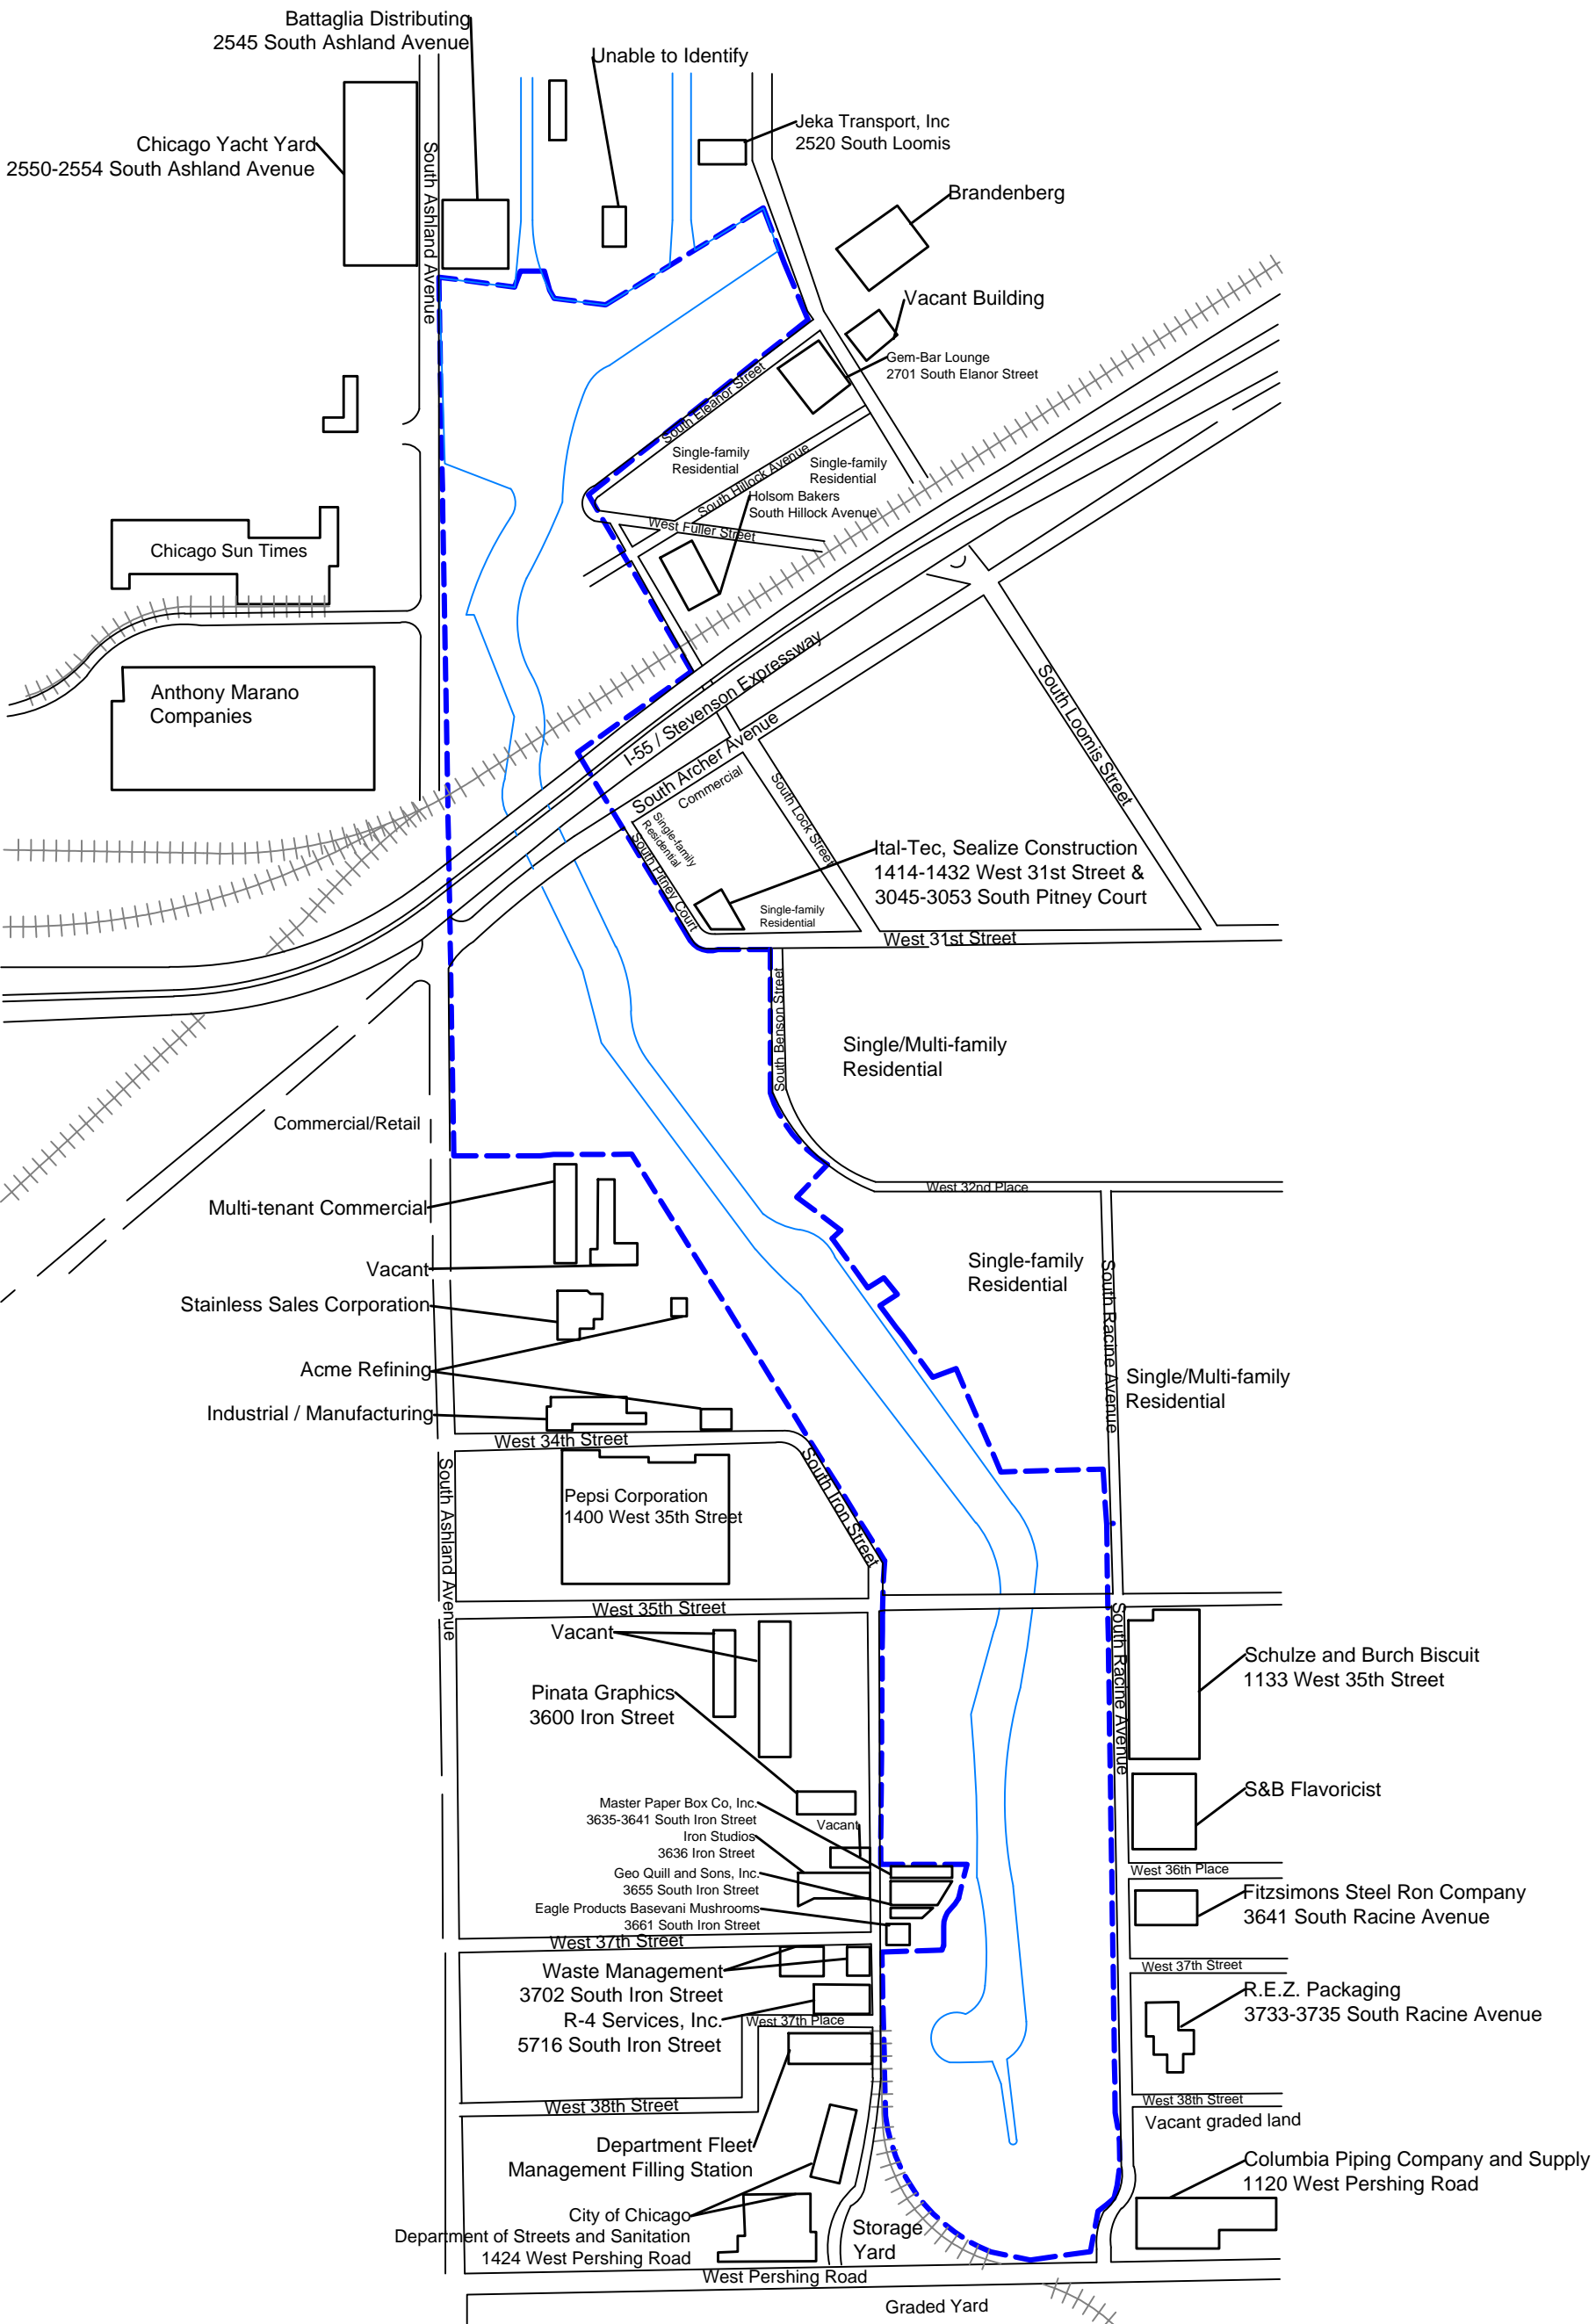 Battaglia Distributing
2545 South Ashland Avenue
Unable to Identify
Jeka Transport, Inc
2520 South Loomis
Chicago Yacht Yard
2550-2554 South Ashland Avenue
South Ashland Avenue
Brandenberg
Vacant Building
Gem-Bar Lounge
2701 South Elanor Street
South Eleanor Street
Single-family
Residential
Single-family
Residential
South Hillock Avenue
Holsom Bakers
South Hillock Avenue
West Fuller Street
Chicago Sun Times
Anthony Marano
Companies
I-55 / Stevenson Expressway
South Archer Avenue
Commercial
South Loomis Street
South Lock Street
Single-family
Residential
South Pitney Court
Ital-Tec, Sealize Construction
1414-1432 West 31st Street &
3045-3053 South Pitney Court
Single-family
Residential
West 31st Street
South Benson Street
Single/Multi-family
Residential
Commercial/Retail
West 32nd Place
Multi-tenant Commercial
Vacant
Single-family
Residential
South Racine Avenue
Stainless Sales Corporation
Acme Refining
Single/Multi-family
Residential
Industrial / Manufacturing
West 34th Street
South Iron Street
South Ashland Avenue
Pepsi Corporation
1400 West 35th Street
West 35th Street
Vacant
South Racine Avenue
Schulze and Burch Biscuit
1133 West 35th Street
Pinata Graphics
3600 Iron Street
S&B Flavoricist
Master Paper Box Co, Inc.
3635-3641 South Iron Street
Vacant
Iron Studios
3636 Iron Street
Geo Quill and Sons, Inc.
3655 South Iron Street
Eagle Products Basevani Mushrooms
3661 South Iron Street
West 36th Place
Fitzsimons Steel Ron Company
3641 South Racine Avenue
West 37th Street
West 37th Street
Waste Management
3702 South Iron Street
R-4 Services, Inc.
5716 South Iron Street
West 37th Place
R.E.Z. Packaging
3733-3735 South Racine Avenue
West 38th Street
West 38th Street
Vacant graded land
Department Fleet
Management Filling Station
Columbia Piping Company and Supply
1120 West Pershing Road
City of Chicago
Department of Streets and Sanitation
1424 West Pershing Road
Storage
Yard
West Pershing Road
Graded Yard